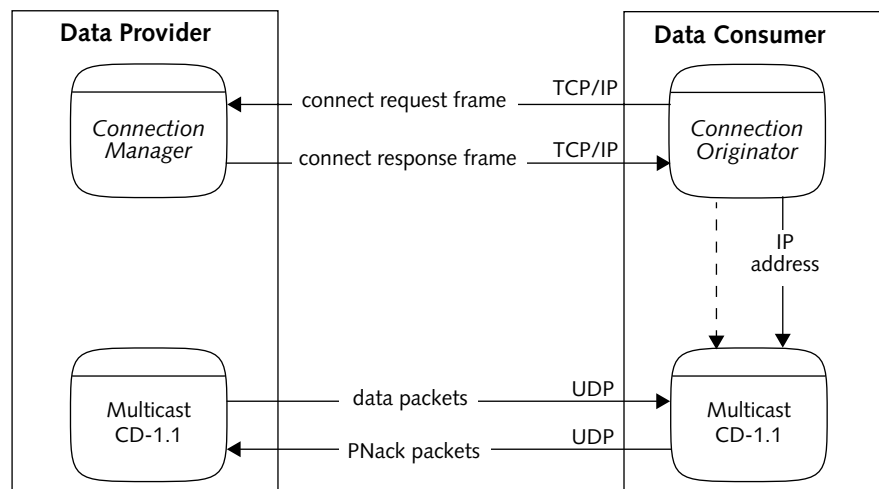 Data Provider
Data Consumer
Connection
Manager
connect request frame
TCP/IP
connect response frame
TCP/IP
Connection
Originator
IP
address
Multicast
CD-1.1
data packets
UDP
PNack packets
UDP
Multicast
CD-1.1